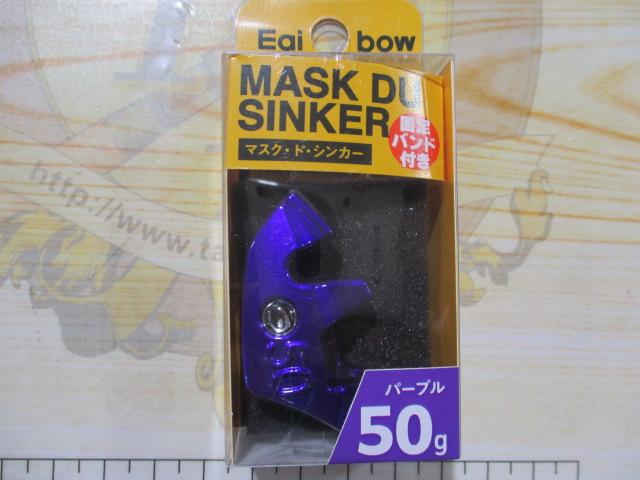 Egi bow
MASK DU
SINKER
マスク・ド・シンカー
固定
バンド
付き
http://www.ta
50
パープル
50g